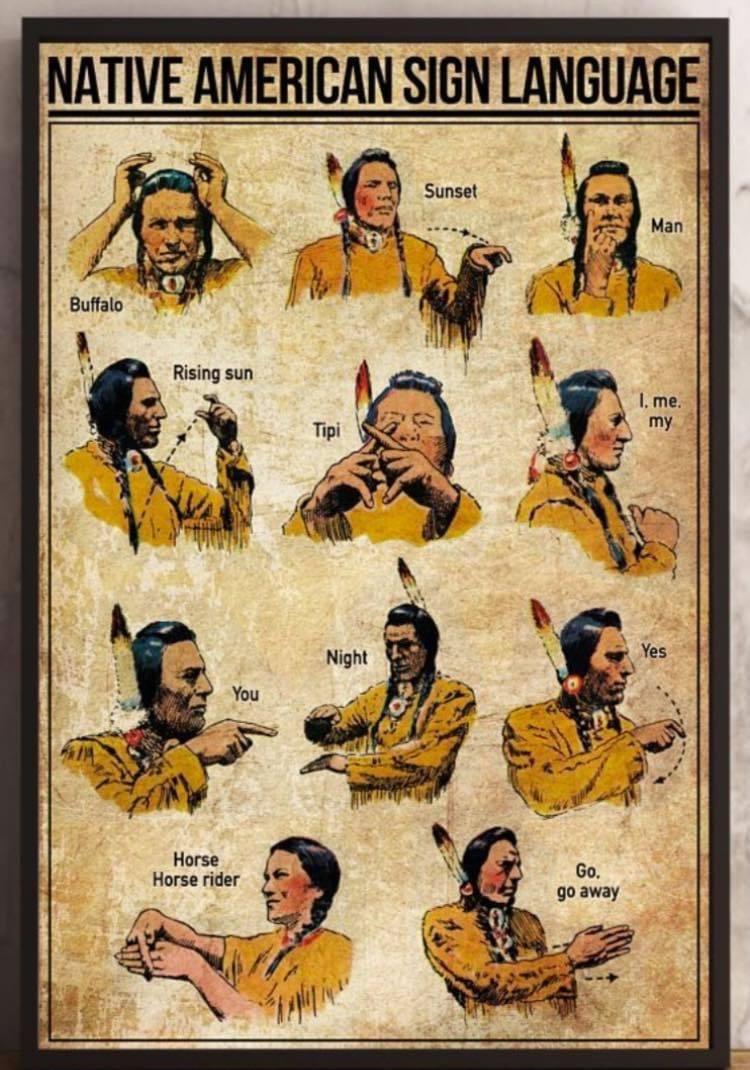 NATIVE AMERICAN SIGN LANGUAGE
Buffalo
Sunset
Man
Rising sun
Tipi
I, me,
my
You
Night
Yes
Horse
Horse rider
Go,
go away